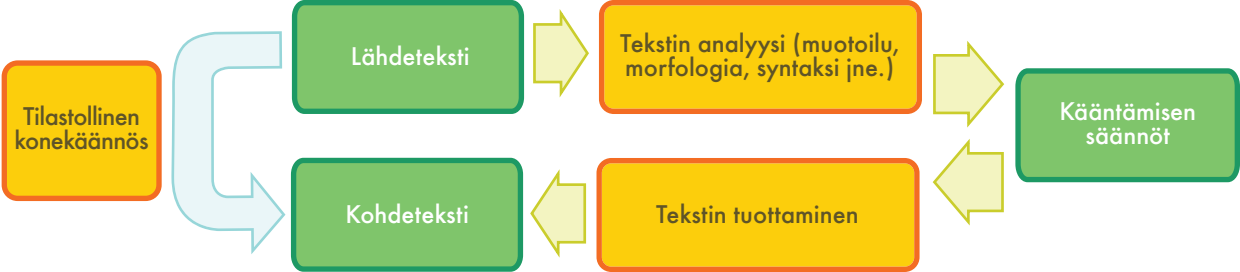 Tilastollinen
konekäännös
Lähdeteksti
Tekstin analyysi (muotoilu,
morfologia, syntaksi jne.)
Kääntämisen
säännöt
Tekstin tuottaminen
Kohdeteksti